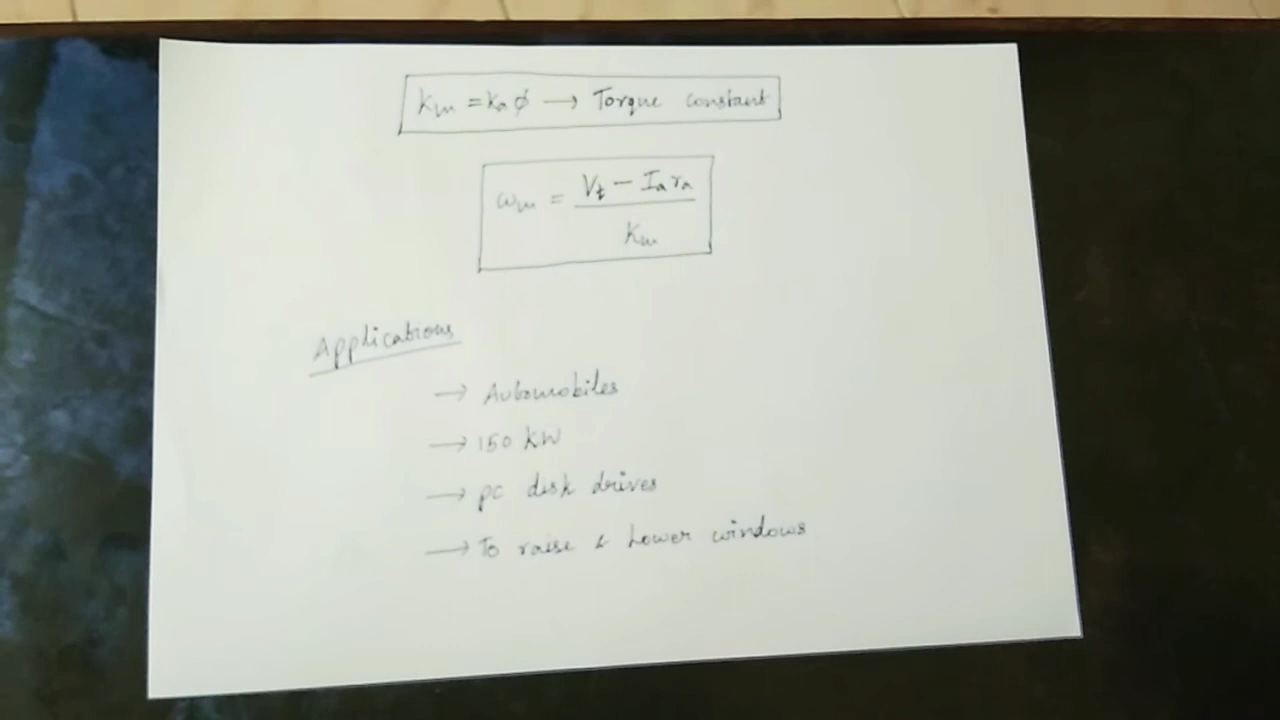 Km = Ka φ → Torque constant
ωm = (Vt − Ia ra) / Km
Applications
→ Automobiles
→ 150 kW
→ pc disk drives
→ To raise & Lower windows